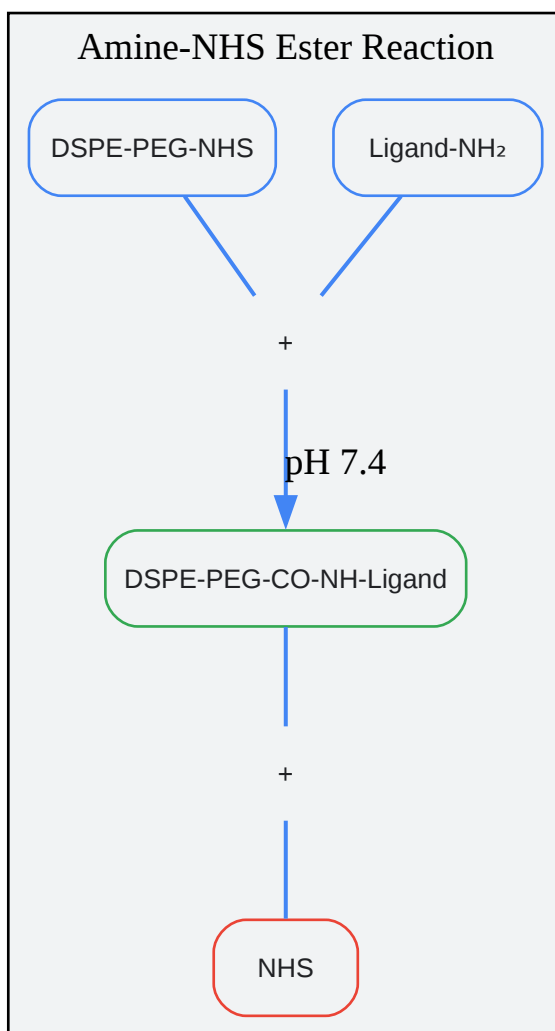 Amine-NHS Ester Reaction
DSPE-PEG-NHS
Ligand-NH₂
+
pH 7.4
DSPE-PEG-CO-NH-Ligand
+
NHS